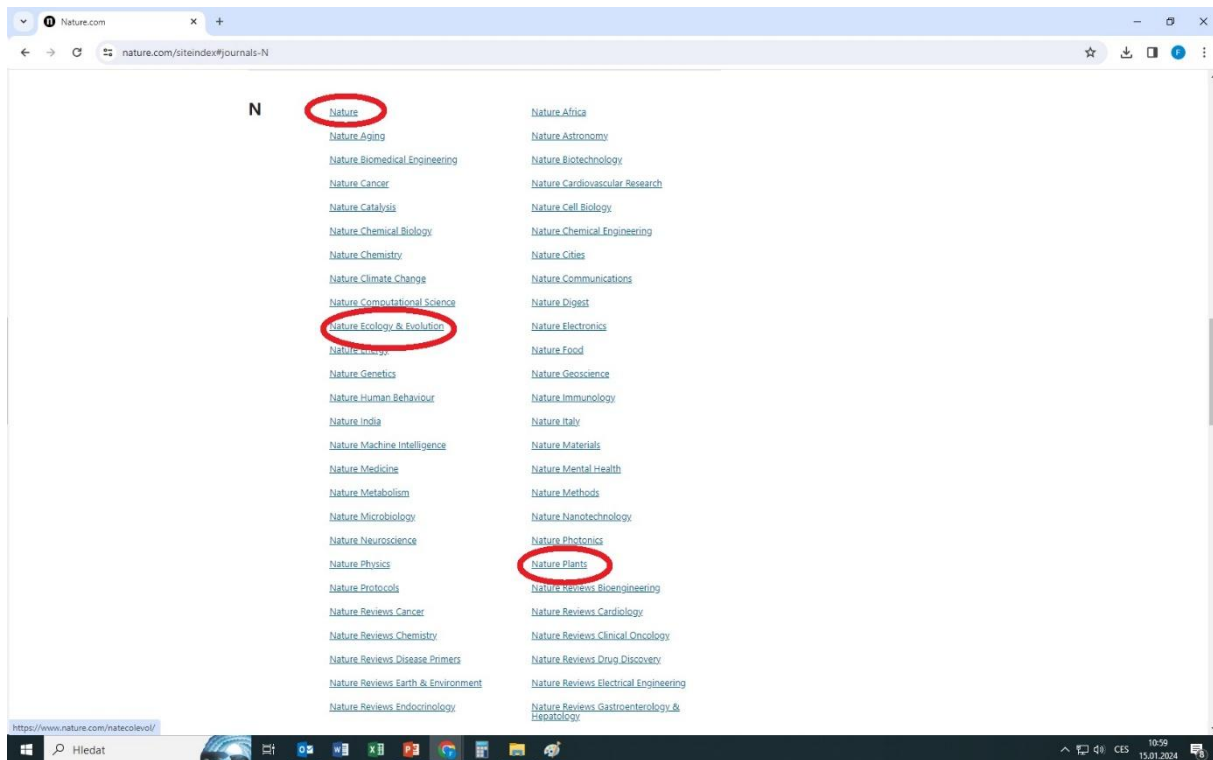 Nature.com
nature.com/siteindex#journals-N
N
Nature Nature Africa
Nature Aging Nature Astronomy
Nature Biomedical Engineering Nature Biotechnology
Nature Cancer Nature Cardiovascular Research
Nature Catalysis Nature Cell Biology
Nature Chemical Biology Nature Chemical Engineering
Nature Chemistry Nature Cities
Nature Climate Change Nature Communications
Nature Computational Science Nature Digest
Nature Ecology & Evolution Nature Electronics
Nature Energy Nature Food
Nature Genetics Nature Geoscience
Nature Human Behaviour Nature Immunology
Nature India Nature Italy
Nature Machine Intelligence Nature Materials
Nature Medicine Nature Mental Health
Nature Metabolism Nature Methods
Nature Microbiology Nature Nanotechnology
Nature Neuroscience Nature Photonics
Nature Physics Nature Plants
Nature Protocols Nature Reviews Bioengineering
Nature Reviews Cancer Nature Reviews Cardiology
Nature Reviews Chemistry Nature Reviews Clinical Oncology
Nature Reviews Disease Primers Nature Reviews Drug Discovery
Nature Reviews Earth & Environment Nature Reviews Electrical Engineering
Nature Reviews Endocrinology Nature Reviews Gastroenterology &
Hepatology
https://www.nature.com/natecolevol/
Hledat
CES
10:59
15.01.2024